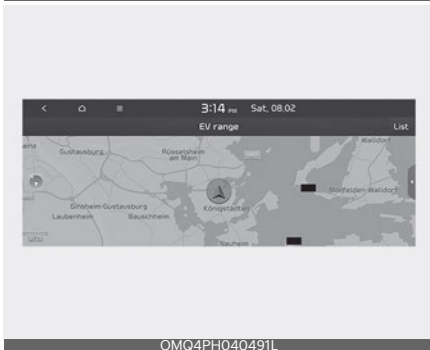 3:14 PM Sat, 08.02
EV range List
Walldorf
Gustavsburg Rüsselsheim
am Main
Mörfelden-Walldorf
Ginsheim-Gustavsburg Königstädten
Laubenheim Bauschheim
Nauheim
OMQ4PH040491L